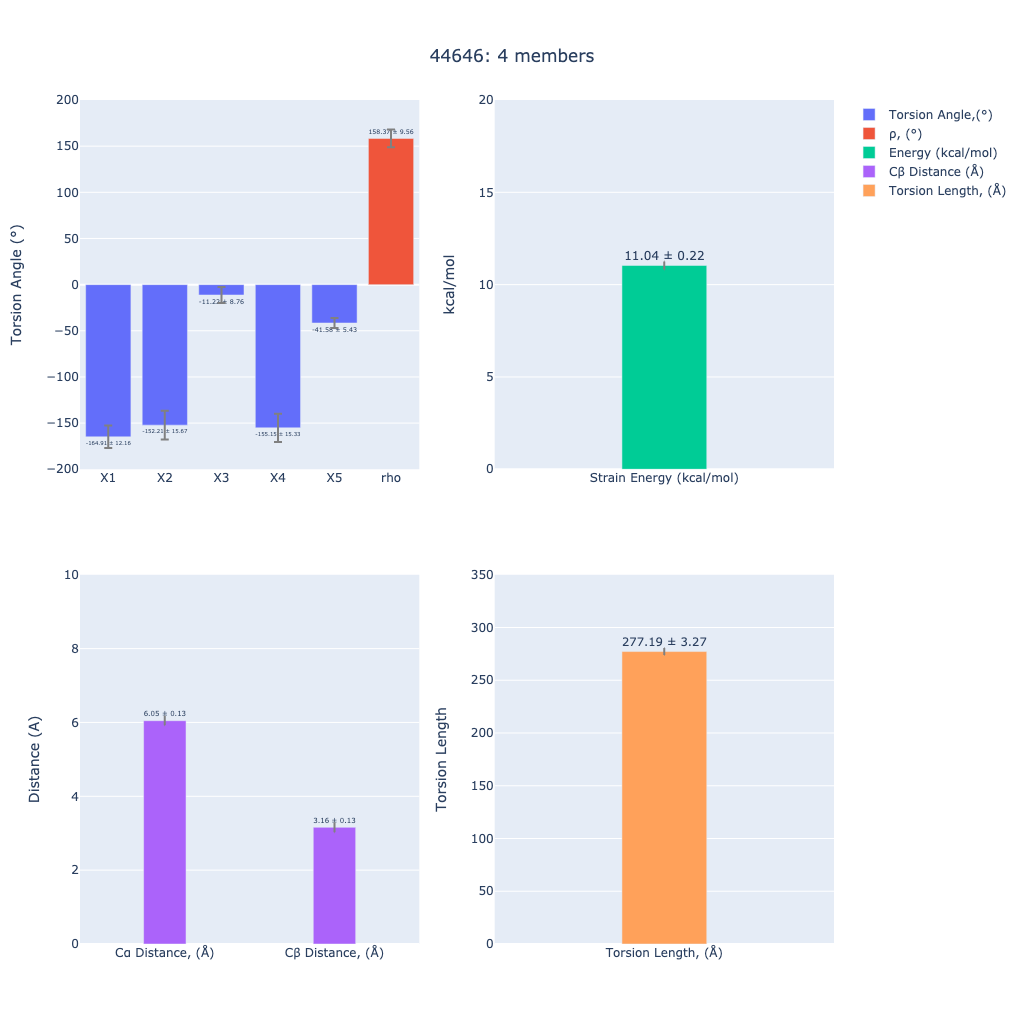 44646: 4 members
200
150
100
50
0
−50
−100
−150
−200
Torsion Angle (°)
158.37 ± 9.56
-11.22 ± 8.76
-41.58 ± 5.43
-152.21 ± 15.67
-155.15 ± 15.33
-164.91 ± 12.16
X1 X2 X3 X4 X5 rho
20
15
10
5
0
kcal/mol
11.04 ± 0.22
Strain Energy (kcal/mol)
Torsion Angle,(°)
ρ, (°)
Energy (kcal/mol)
Cβ Distance (Å)
Torsion Length, (Å)
10
8
6
4
2
0
Distance (A)
6.05 ± 0.13
3.16 ± 0.13
Cα Distance, (Å) Cβ Distance, (Å)
350
300
250
200
150
100
50
0
Torsion Length
277.19 ± 3.27
Torsion Length, (Å)